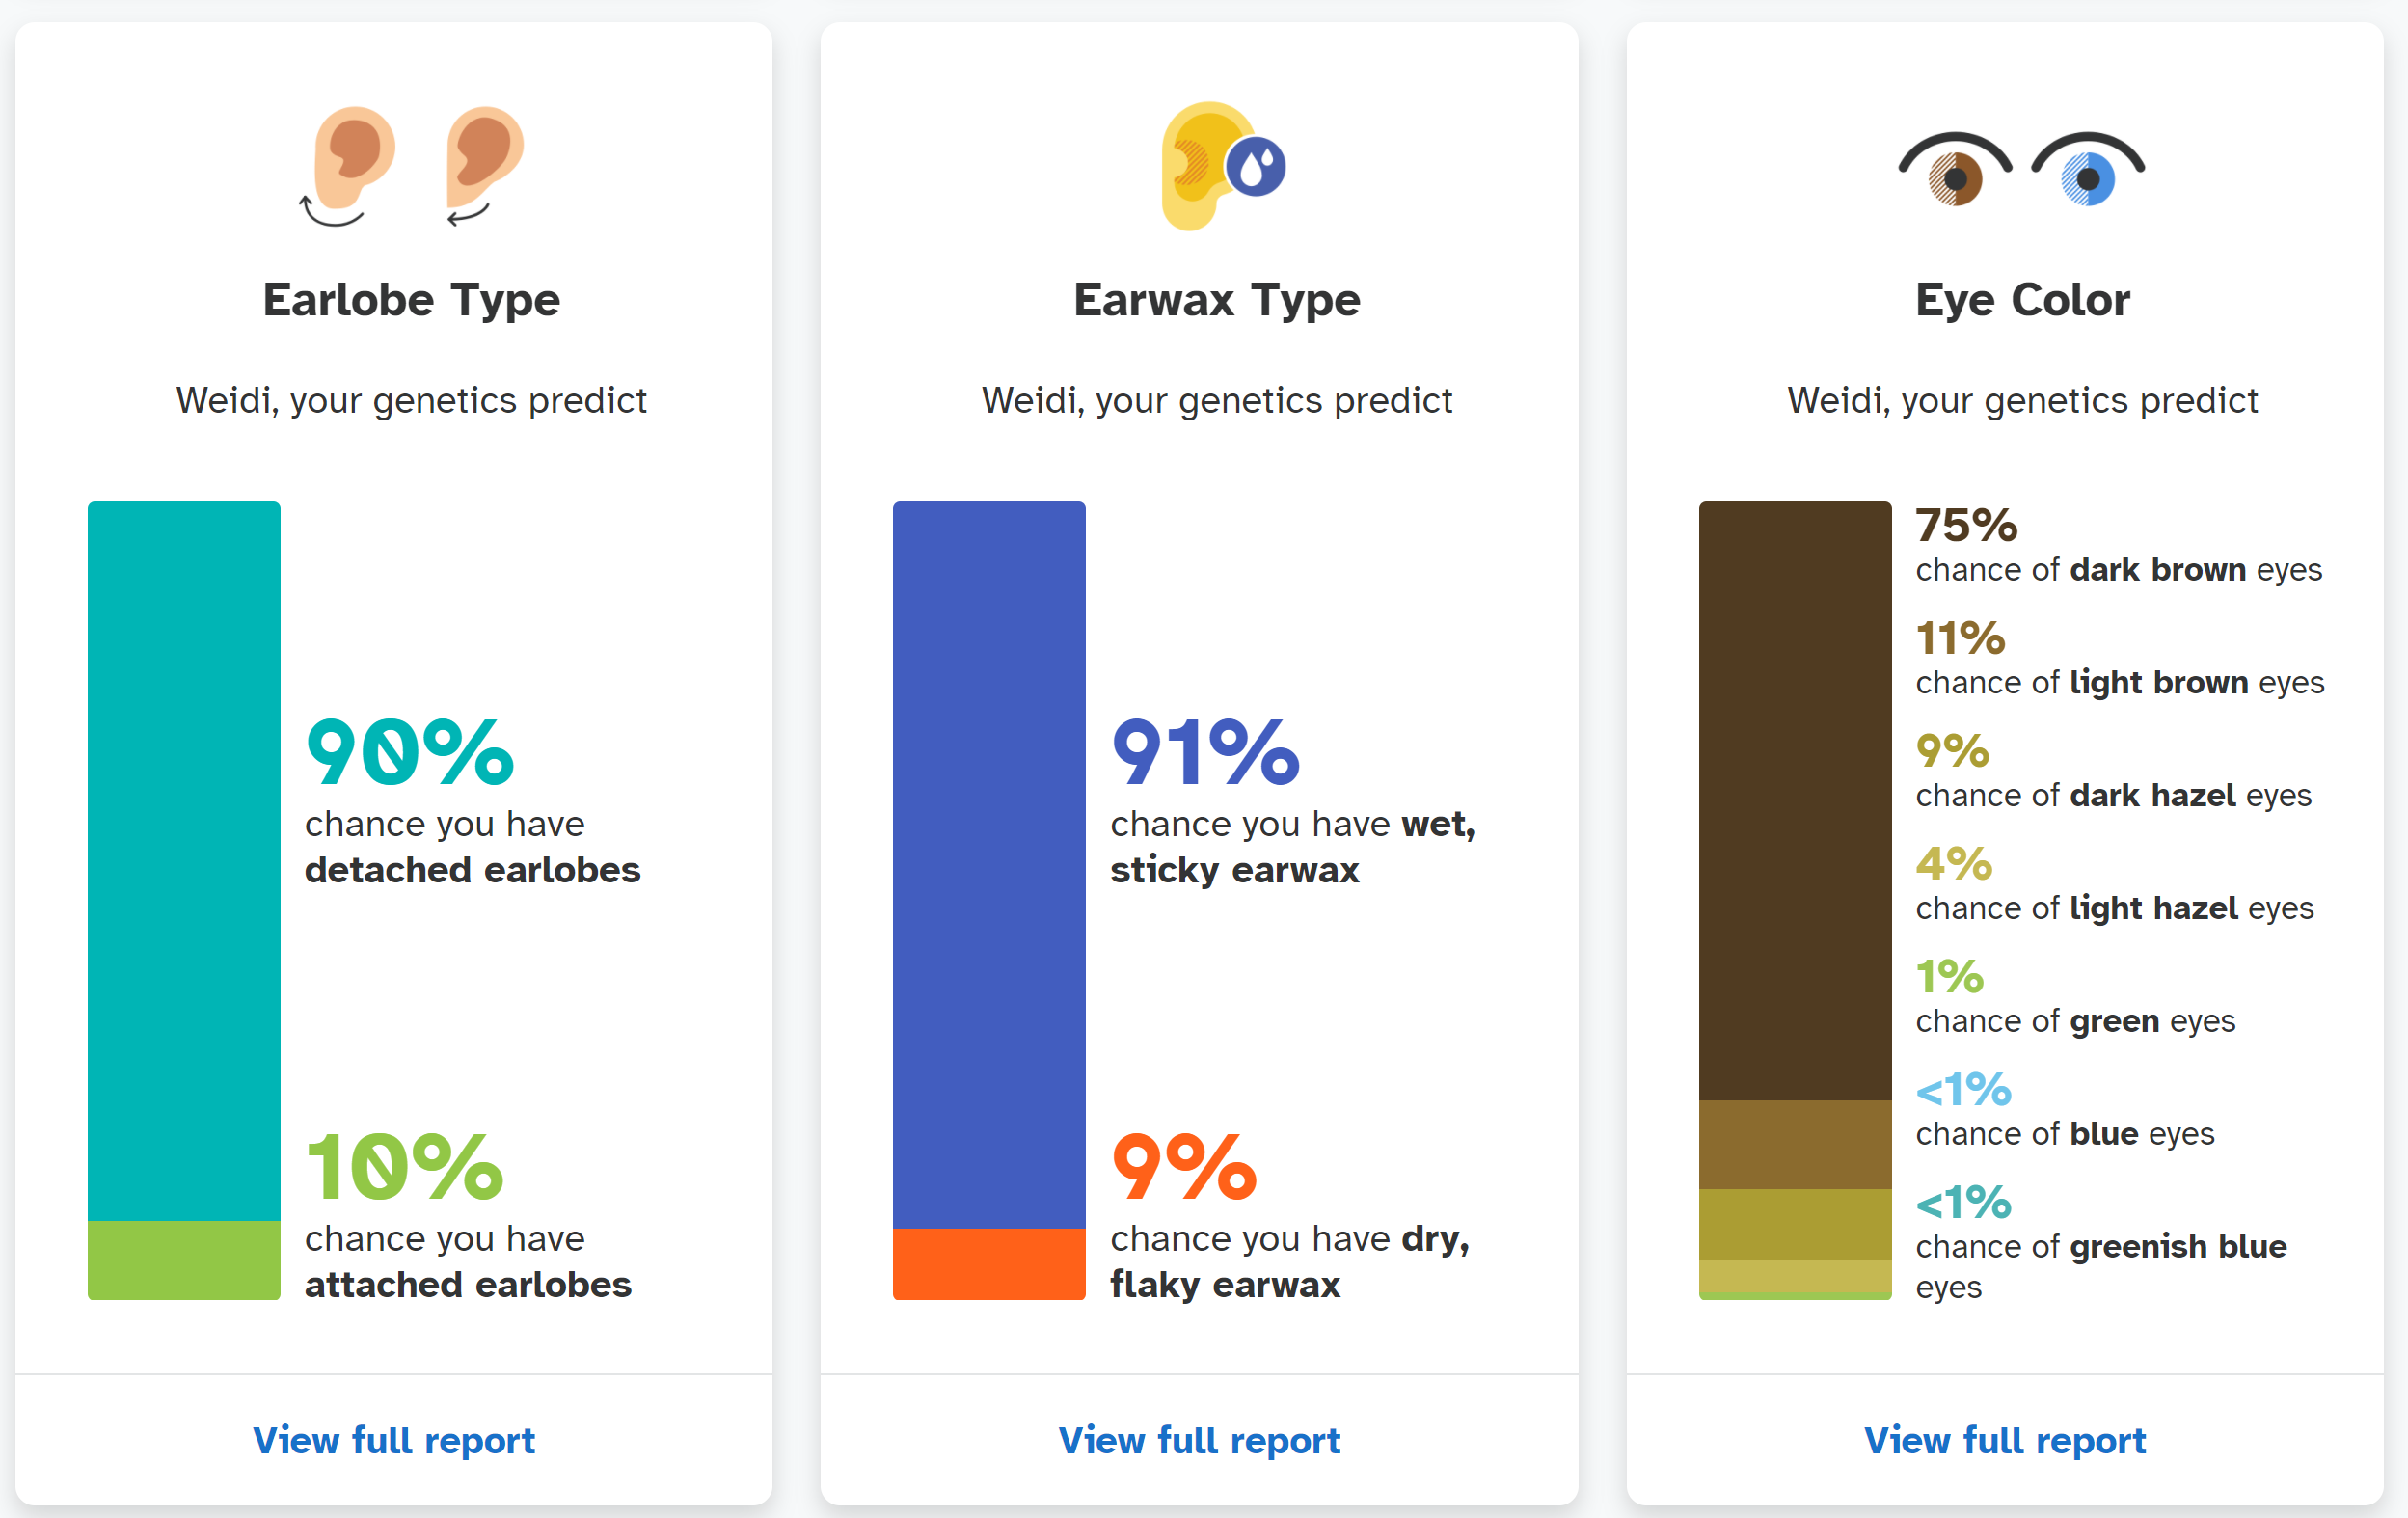 Earlobe Type
Weidi, your genetics predict
90%
chance you have
detached earlobes
10%
chance you have
attached earlobes
View full report
Earwax Type
Weidi, your genetics predict
91%
chance you have wet,
sticky earwax
9%
chance you have dry,
flaky earwax
View full report
Eye Color
Weidi, your genetics predict
75%
chance of dark brown eyes
11%
chance of light brown eyes
9%
chance of dark hazel eyes
4%
chance of light hazel eyes
1%
chance of green eyes
<1%
chance of blue eyes
<1%
chance of greenish blue
eyes
View full report